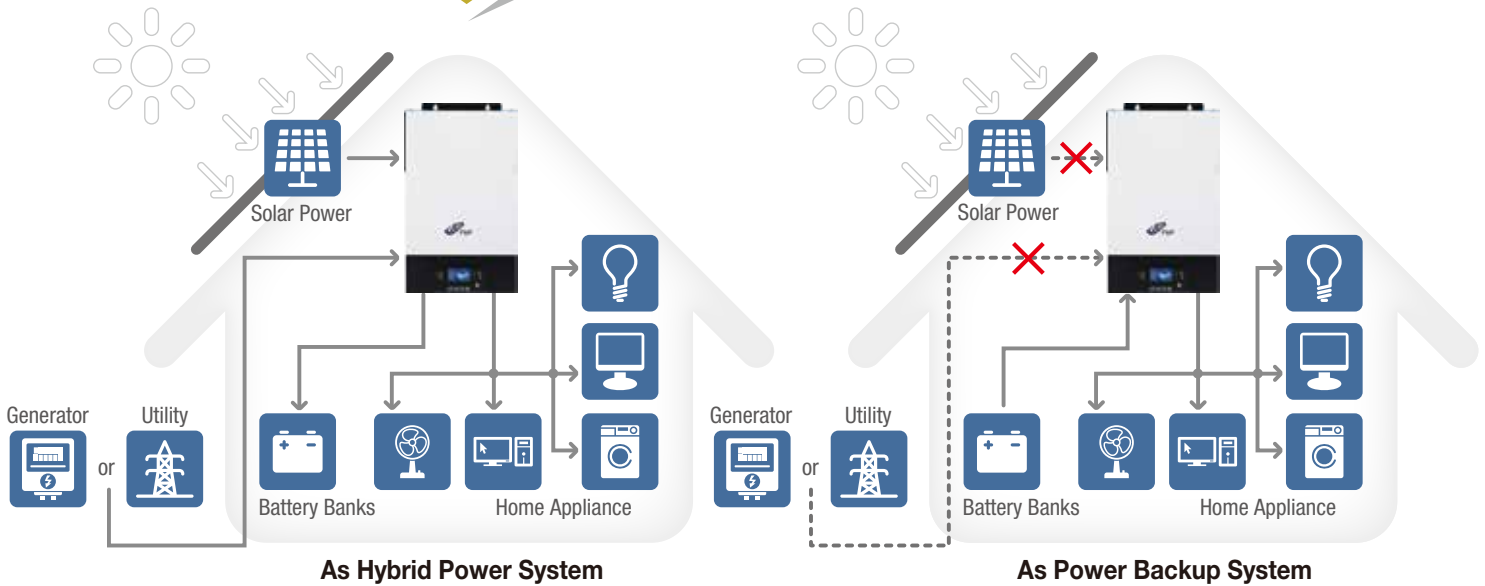 Solar Power
Generator
Utility
or
Battery Banks
Home Appliance
As Hybrid Power System
Solar Power
Generator
Utility
or
Battery Banks
Home Appliance
As Power Backup System